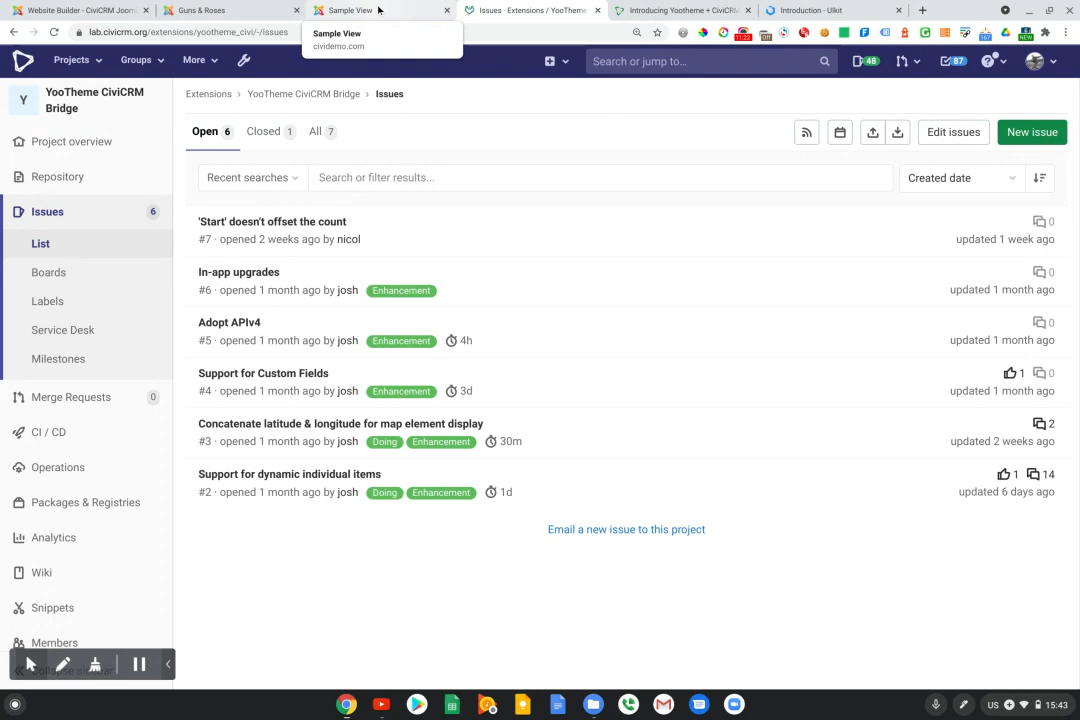 Website Builder - CiviCRM Jooml
Guns & Roses
Sample View
Issues · Extensions / YooTheme
Introducing Yootheme + CiviCRM
Introduction - UIkit
lab.civicrm.org/extensions/yootheme_civi/-/issues
Sample View
cividemo.com
11:22
Off
167
NEW
Projects
Groups
More
Search or jump to...
48
87
Y
YooTheme CiviCRM
Bridge
Extensions › YooTheme CiviCRM Bridge › Issues
Project overview
Repository
Issues 6
List
Boards
Labels
Service Desk
Milestones
Merge Requests 0
CI / CD
Operations
Packages & Registries
Analytics
Wiki
Snippets
Members
Collapse sidebar
Open 6 Closed 1 All 7
Edit issues
New issue
Recent searches
Search or filter results...
Created date
'Start' doesn't offset the count
0
#7 · opened 2 weeks ago by nicol
updated 1 week ago
In-app upgrades
0
#6 · opened 1 month ago by josh Enhancement
updated 1 month ago
Adopt APIv4
0
#5 · opened 1 month ago by josh Enhancement 4h
updated 1 month ago
Support for Custom Fields
1 0
#4 · opened 1 month ago by josh Enhancement 3d
updated 1 month ago
Concatenate latitude & longitude for map element display
2
#3 · opened 1 month ago by josh Doing Enhancement 30m
updated 2 weeks ago
Support for dynamic individual items
1 14
#2 · opened 1 month ago by josh Doing Enhancement 1d
updated 6 days ago
Email a new issue to this project
US
15:43